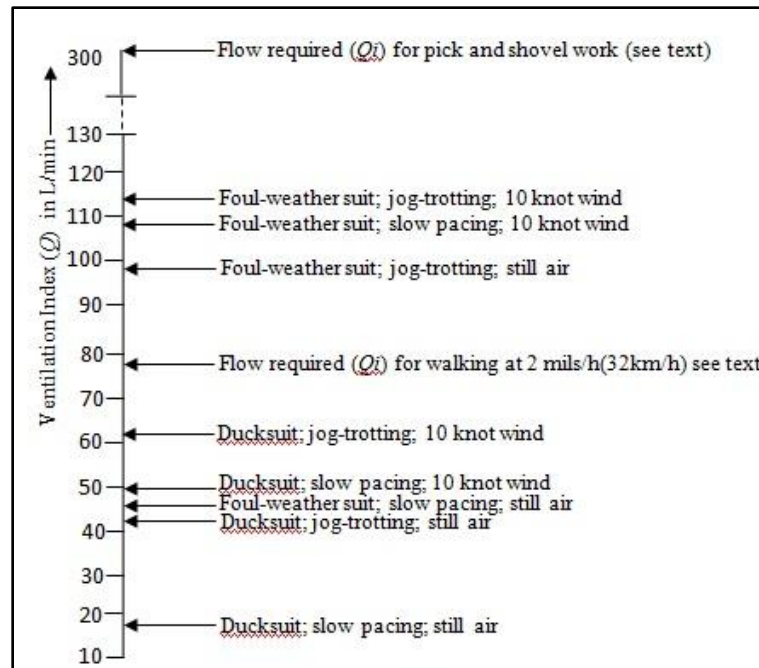 300
Flow required (Qi) for pick and shovel work (see text)
130
120
Foul-weather suit; jog-trotting; 10 knot wind
110
Foul-weather suit; slow pacing; 10 knot wind
100
Foul-weather suit; jog-trotting; still air
90
80
Flow required (Qi) for walking at 2 mils/h(32km/h) see text
70
Ducksuit; jog-trotting; 10 knot wind
60
Ducksuit; slow pacing; 10 knot wind
50
Foul-weather suit; slow pacing; still air
Ducksuit; jog-trotting; still air
40
30
20
Ducksuit; slow pacing; still air
10
Ventilation Index (Q) in L/min